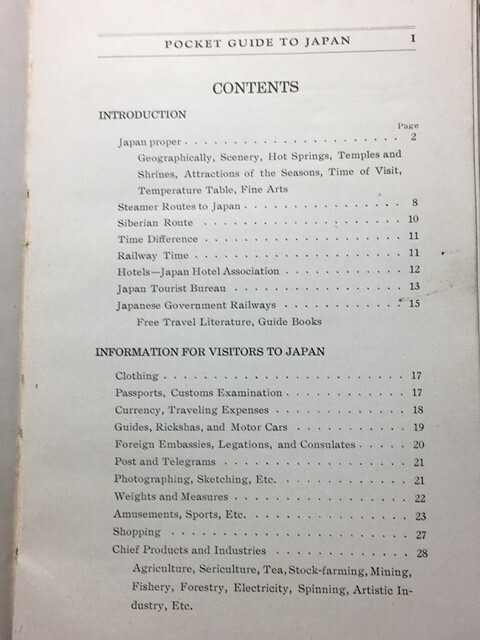 POCKET GUIDE TO JAPAN 1
CONTENTS
INTRODUCTION
Page
Japan proper . . . . . . . . . . . . . . . . . . . . . . 2
Geographically, Scenery, Hot Springs, Temples and
Shrines, Attractions of the Seasons, Time of Visit,
Temperature Table, Fine Arts
Steamer Routes to Japan . . . . . . . . . . . . . . . . 8
Siberian Route . . . . . . . . . . . . . . . . . . . . 10
Time Difference . . . . . . . . . . . . . . . . . . . . 11
Railway Time . . . . . . . . . . . . . . . . . . . . . 11
Hotels—Japan Hotel Association . . . . . . . . . . . . 12
Japan Tourist Bureau . . . . . . . . . . . . . . . . . 13
Japanese Government Railways . . . . . . . . . . . . 15
Free Travel Literature, Guide Books
INFORMATION FOR VISITORS TO JAPAN
Clothing . . . . . . . . . . . . . . . . . . . . . . . . 17
Passports, Customs Examination . . . . . . . . . . . . 17
Currency, Traveling Expenses . . . . . . . . . . . . . 18
Guides, Rickshas, and Motor Cars . . . . . . . . . . . 19
Foreign Embassies, Legations, and Consulates . . . . . 20
Post and Telegrams . . . . . . . . . . . . . . . . . . 21
Photographing, Sketching, Etc. . . . . . . . . . . . . 21
Weights and Measures . . . . . . . . . . . . . . . . . 22
Amusements, Sports, Etc. . . . . . . . . . . . . . . . 23
Shopping . . . . . . . . . . . . . . . . . . . . . . . 27
Chief Products and Industries . . . . . . . . . . . . . 28
Agriculture, Sericulture, Tea, Stock-farming, Mining,
Fishery, Forestry, Electricity, Spinning, Artistic In-
dustry, Etc.